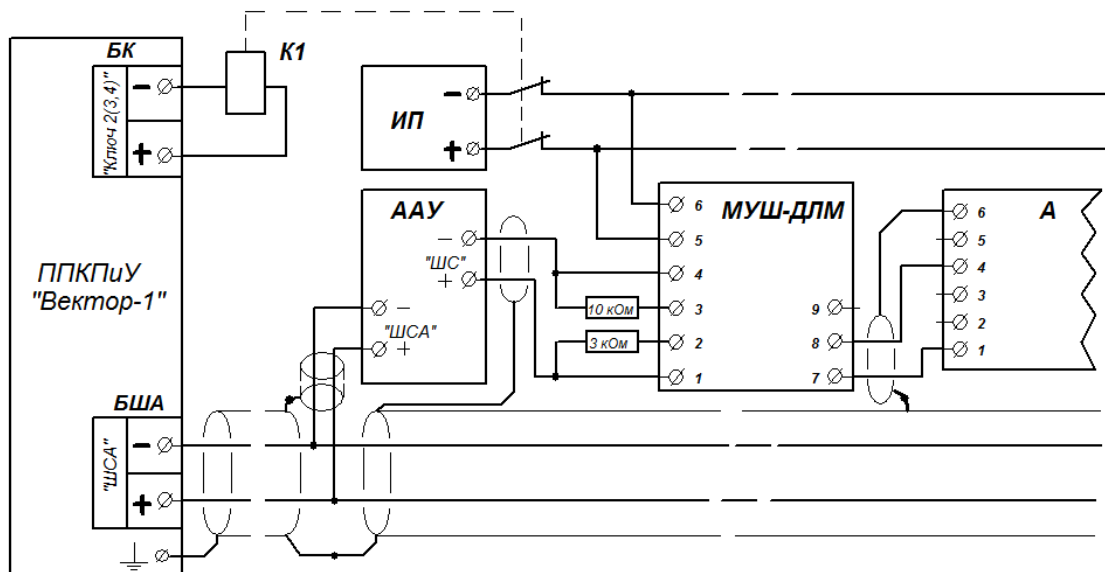 БК
"Ключ 2(3,4)"
-
+
К1
ИП
-
+
ААУ
-
"ШС"
+
-
"ШСА"
+
МУШ-ДЛМ
6
5
4
3
2
1
9
8
7
10 кОм
3 кОм
А
6
5
4
3
2
1
ППКПиУ
"Вектор-1"
БША
"ШСА"
-
+